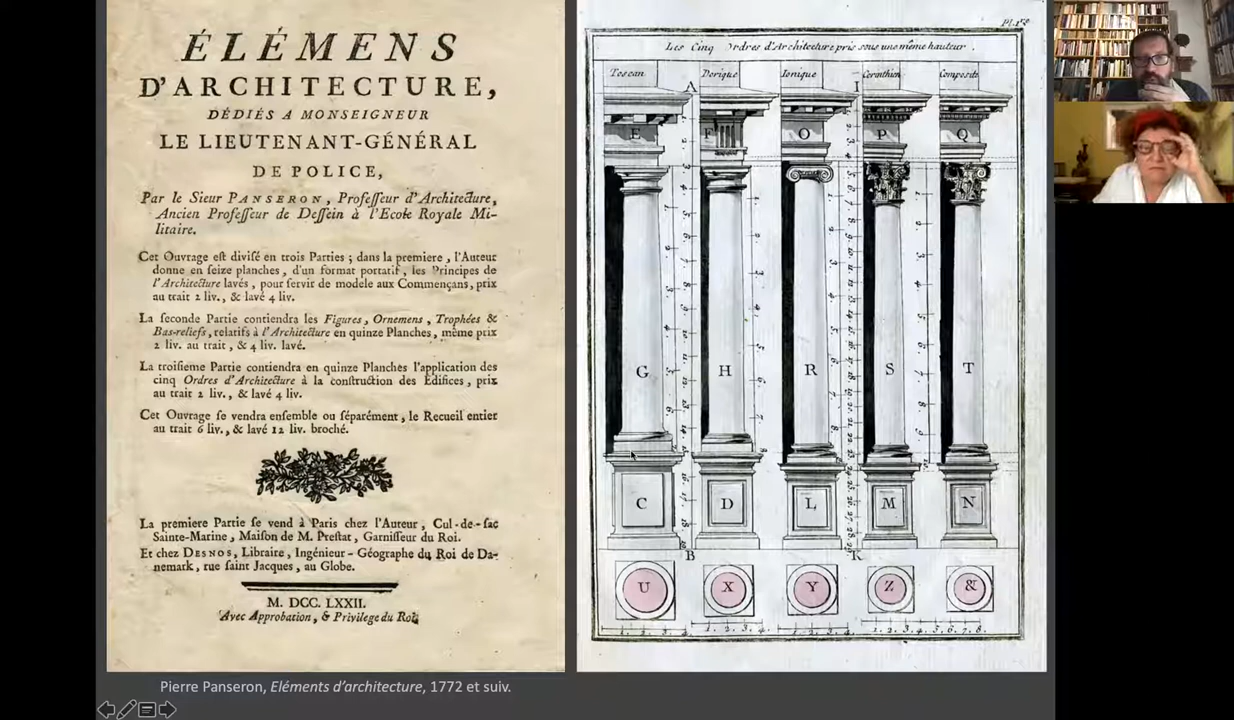 ÉLÉMENS
D'ARCHITECTURE,
DÉDIÉS A MONSEIGNEUR
LE LIEUTENANT-GÉNÉRAL
DE POLICE,
Par le Sieur PANSERON, Professeur d'Architecture,
Ancien Professeur de Dessein à l'Ecole Royale Mi-
litaire.
Cet Ouvrage est divisé en trois Parties ; dans la premiere, l'Auteur
donne en seize planches, d'un format portatif, les Principes de
l'Architecture lavés, pour servir de modele aux Commençans, prix
au trait 2 liv., & lavé 4 liv.
La seconde Partie contiendra les Figures, Ornemens, Trophées &
Bas-reliefs, relatifs à l'Architecture en quinze Planches, même prix
2 liv. au trait, & 4 liv. lavé.
La troisieme Partie contiendra en quinze Planches l'application des
cinq Ordres d'Architecture à la construction des Edifices, prix
au trait 2 liv., & lavé 4 liv.
Cet Ouvrage se vendra ensemble ou séparément, le Recueil entier
au trait 6 liv., & lavé 12 liv. broché.
La premiere Partie se vend à Paris chez l'Auteur, Cul-de-sac
Sainte-Marine, Maison de M. Prestat, Garnisseur du Roi.
Et chez DESNOS, Libraire, Ingénieur-Géographe du Roi de Da-
nemark, rue saint Jacques, au Globe.
M. DCC. LXXII.
Avec Approbation, & Privilege du Roi.
Les Cinq Ordres d'Architecture pris sous une même hauteur.
Toscan Dorique Ionique Corinthien Composite
A I
E F O P Q
G H R S T
C D L M N
B K
U X Y Z &
Pierre Panseron, Eléments d'architecture, 1772 et suiv.